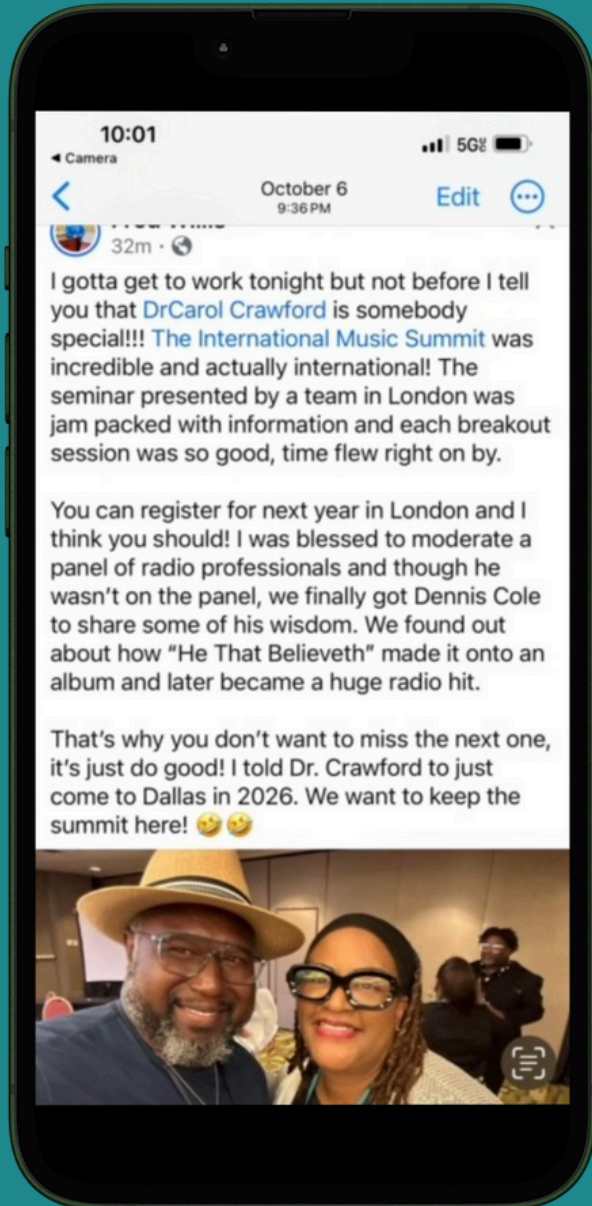 10:01
5G
◀ Camera
October 6
Edit
9:36 PM
32m ·
I gotta get to work tonight but not before I tell
you that DrCarol Crawford is somebody
special!!! The International Music Summit was
incredible and actually international! The
seminar presented by a team in London was
jam packed with information and each breakout
session was so good, time flew right on by.
You can register for next year in London and I
think you should! I was blessed to moderate a
panel of radio professionals and though he
wasn't on the panel, we finally got Dennis Cole
to share some of his wisdom. We found out
about how "He That Believeth" made it onto an
album and later became a huge radio hit.
That's why you don't want to miss the next one,
it's just do good! I told Dr. Crawford to just
come to Dallas in 2026. We want to keep the
summit here! 🤣🤣